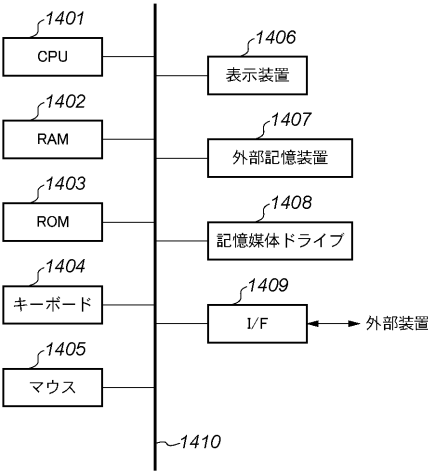 1401
CPU
1402
RAM
1403
ROM
1404
キーボード
1405
マウス
1406
表示装置
1407
外部記憶装置
1408
記憶媒体ドライブ
1409
I/F
外部装置
1410